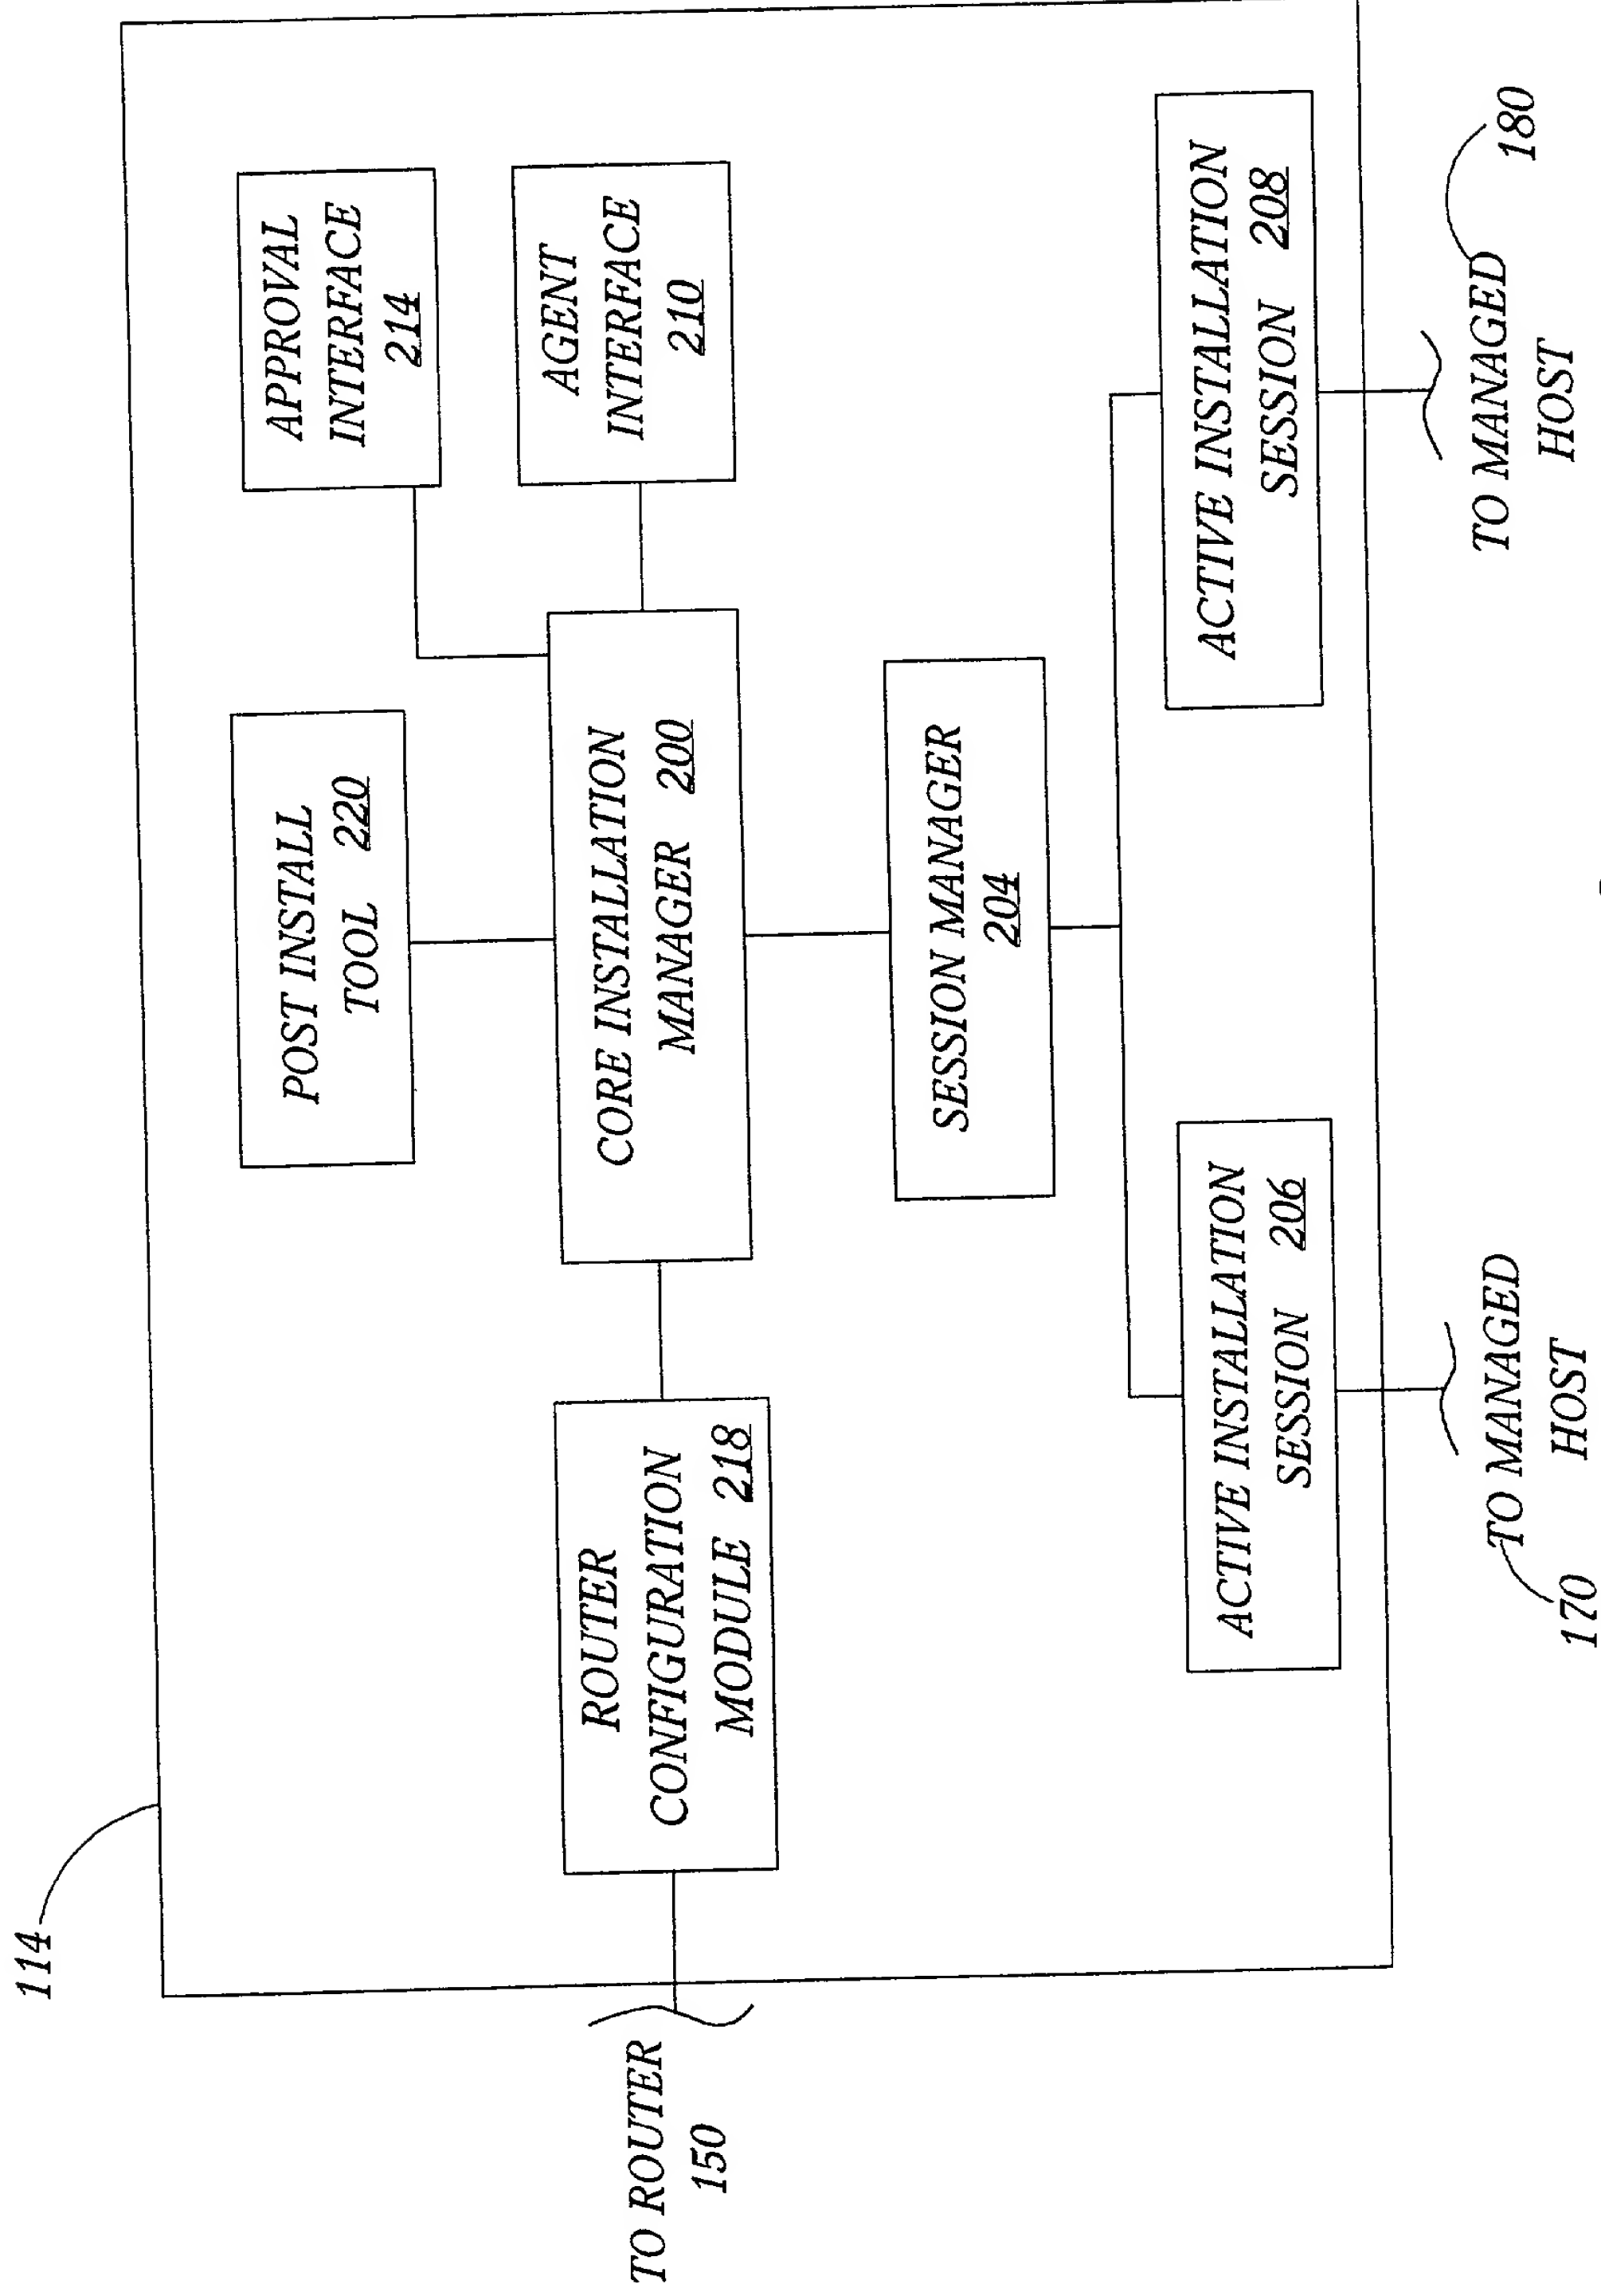 114
POST INSTALL
TOOL 220
APPROVAL
INTERFACE
214
ROUTER
CONFIGURATION
MODULE 218
CORE INSTALLATION
MANAGER 200
AGENT
INTERFACE
210
TO ROUTER
150
SESSION MANAGER
204
ACTIVE INSTALLATION
SESSION 206
ACTIVE INSTALLATION
SESSION 208
TO MANAGED
HOST
170
TO MANAGED
HOST
180